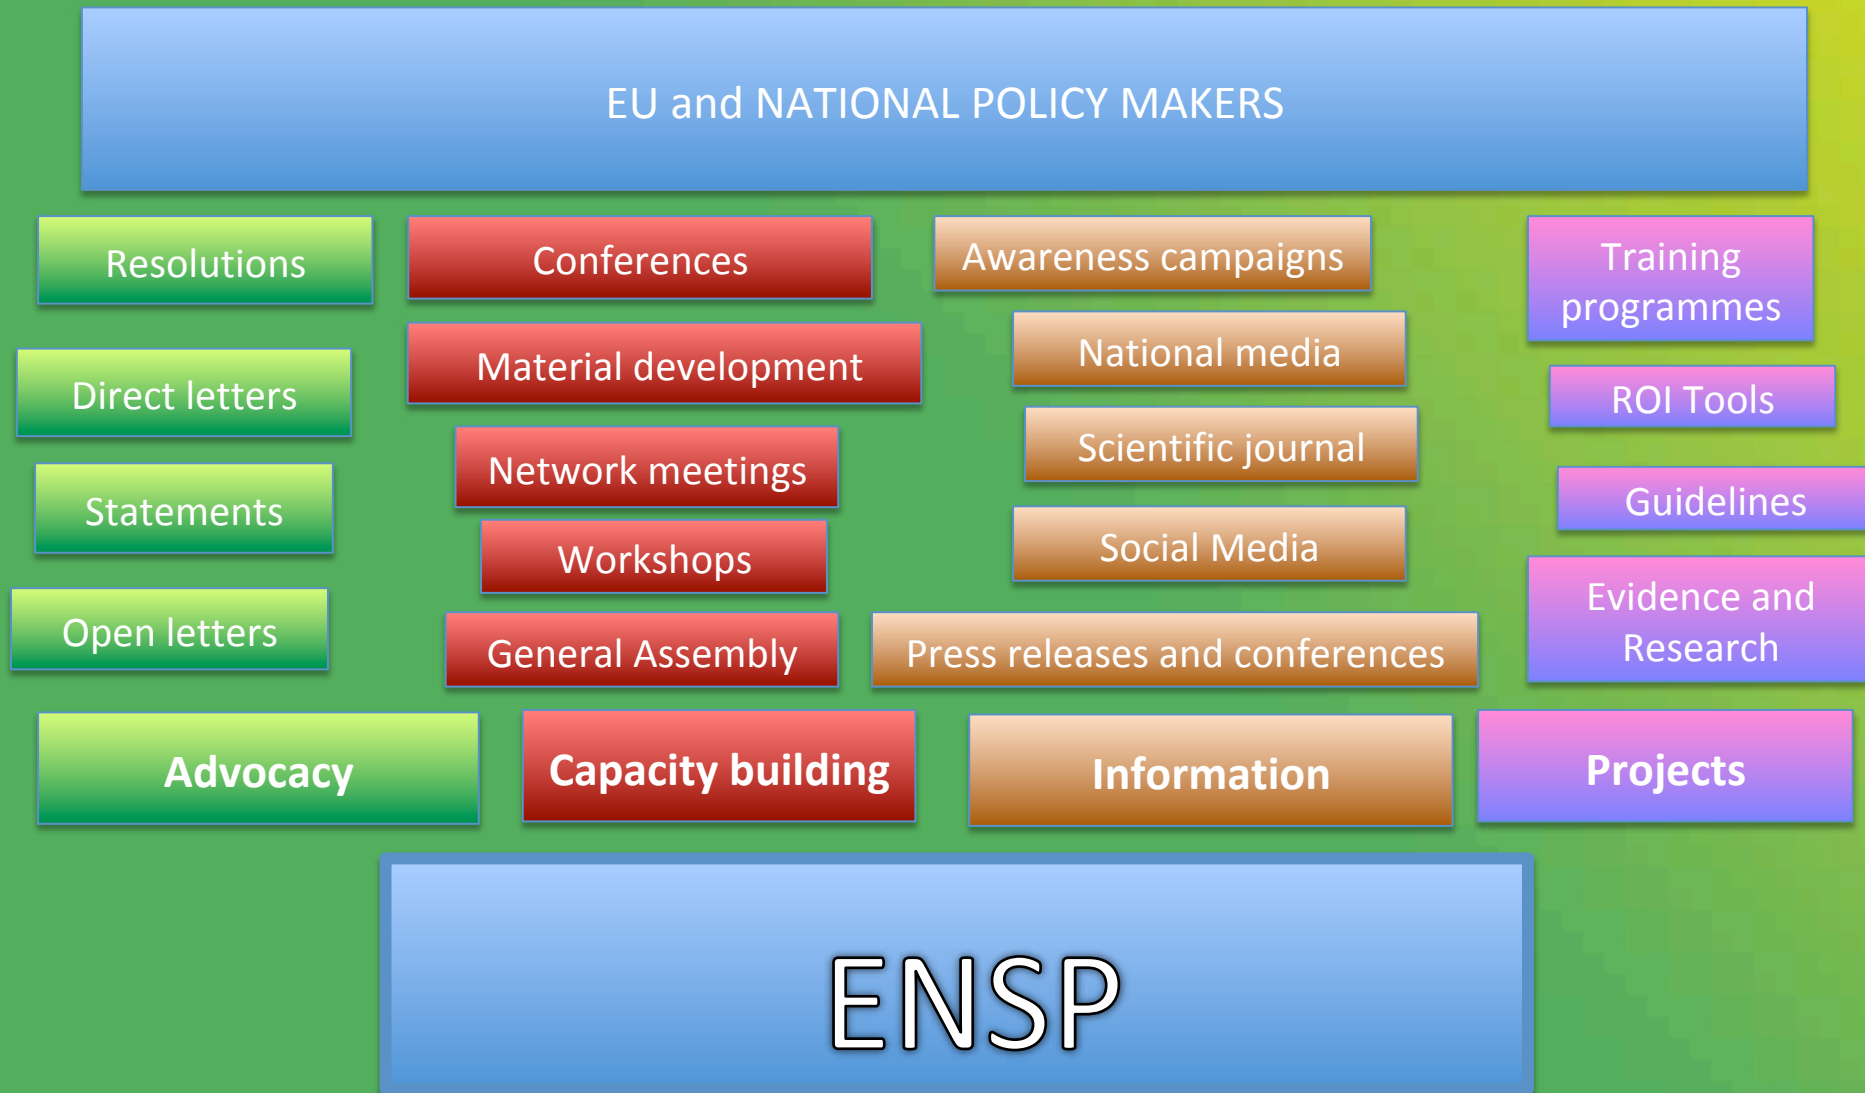 EU and NATIONAL POLICY MAKERS
Resolutions
Direct letters
Statements
Open letters
Advocacy
Conferences
Material development
Network meetings
Workshops
General Assembly
Capacity building
Awareness campaigns
National media
Scientific journal
Social Media
Press releases and conferences
Information
Training
programmes
ROI Tools
Guidelines
Evidence and
Research
Projects
ENSP